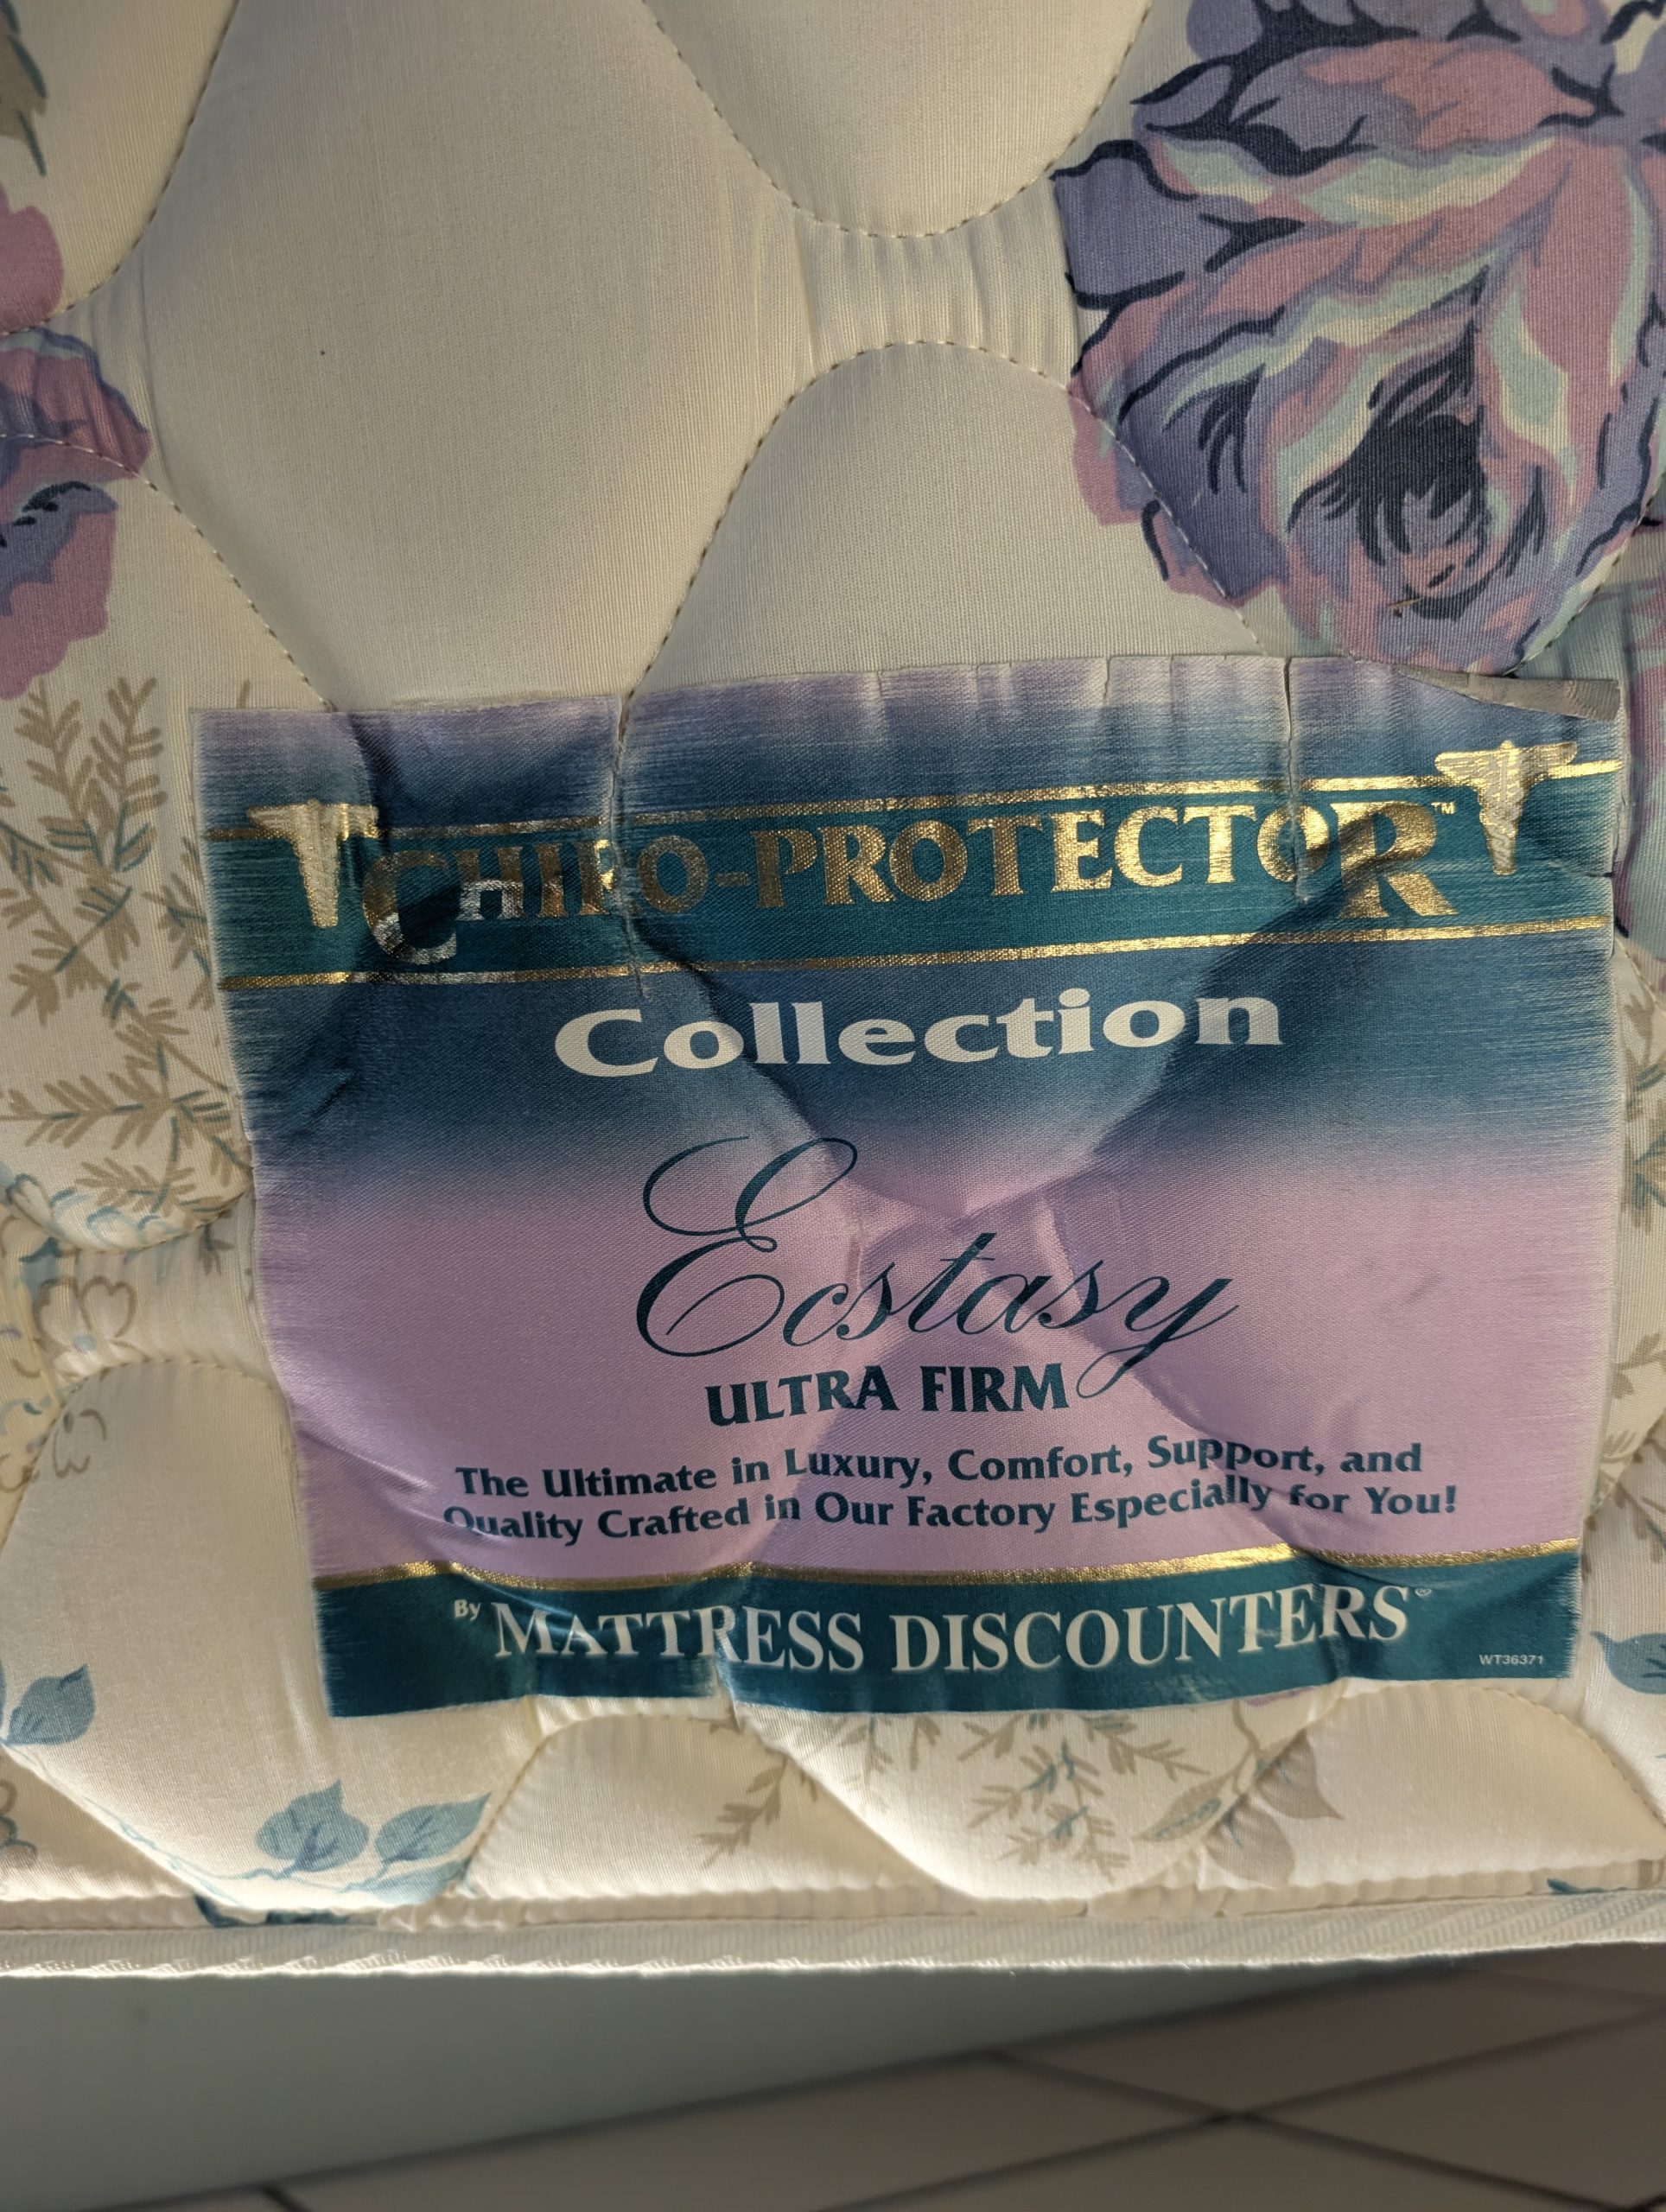 CHIRO-PROTECTOR™
Collection
Ecstasy
ULTRA FIRM
The Ultimate in Luxury, Comfort, Support, and
Quality Crafted in Our Factory Especially for You!
By MATTRESS DISCOUNTERS®
WT36371